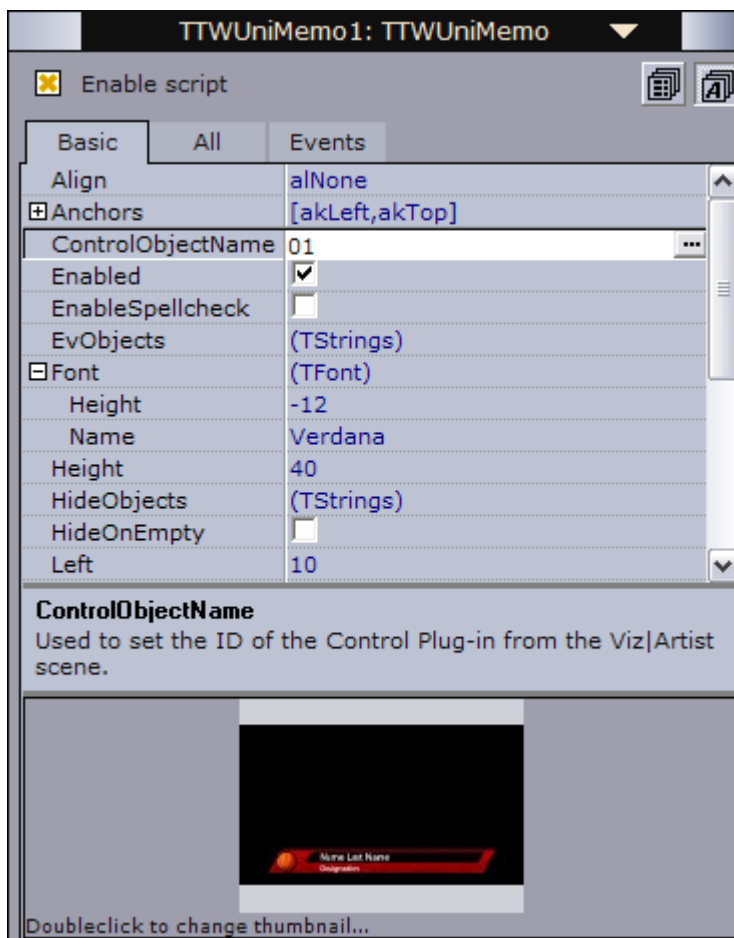 TTWUniMemo1: TTWUniMemo
Enable script
A
Basic All Events
Align alNone
Anchors [akLeft,akTop]
ControlObjectName 01 ...
Enabled
EnableSpellcheck
EvObjects (TStrings)
Font (TFont)
Height -12
Name Verdana
Height 40
HideObjects (TStrings)
HideOnEmpty
Left 10
ControlObjectName
Used to set the ID of the Control Plug-in from the Viz|Artist
scene.
Name Last Name
Designation
Doubleclick to change thumbnail...